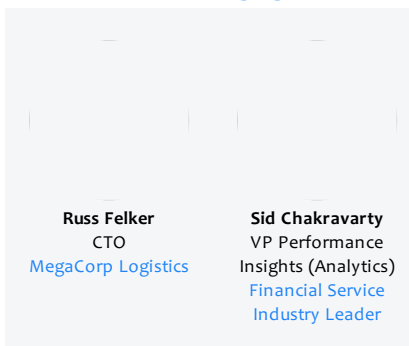 Russ Felker
CTO
MegaCorp Logistics
Sid Chakravarty
VP Performance
Insights (Analytics)
Financial Service
Industry Leader